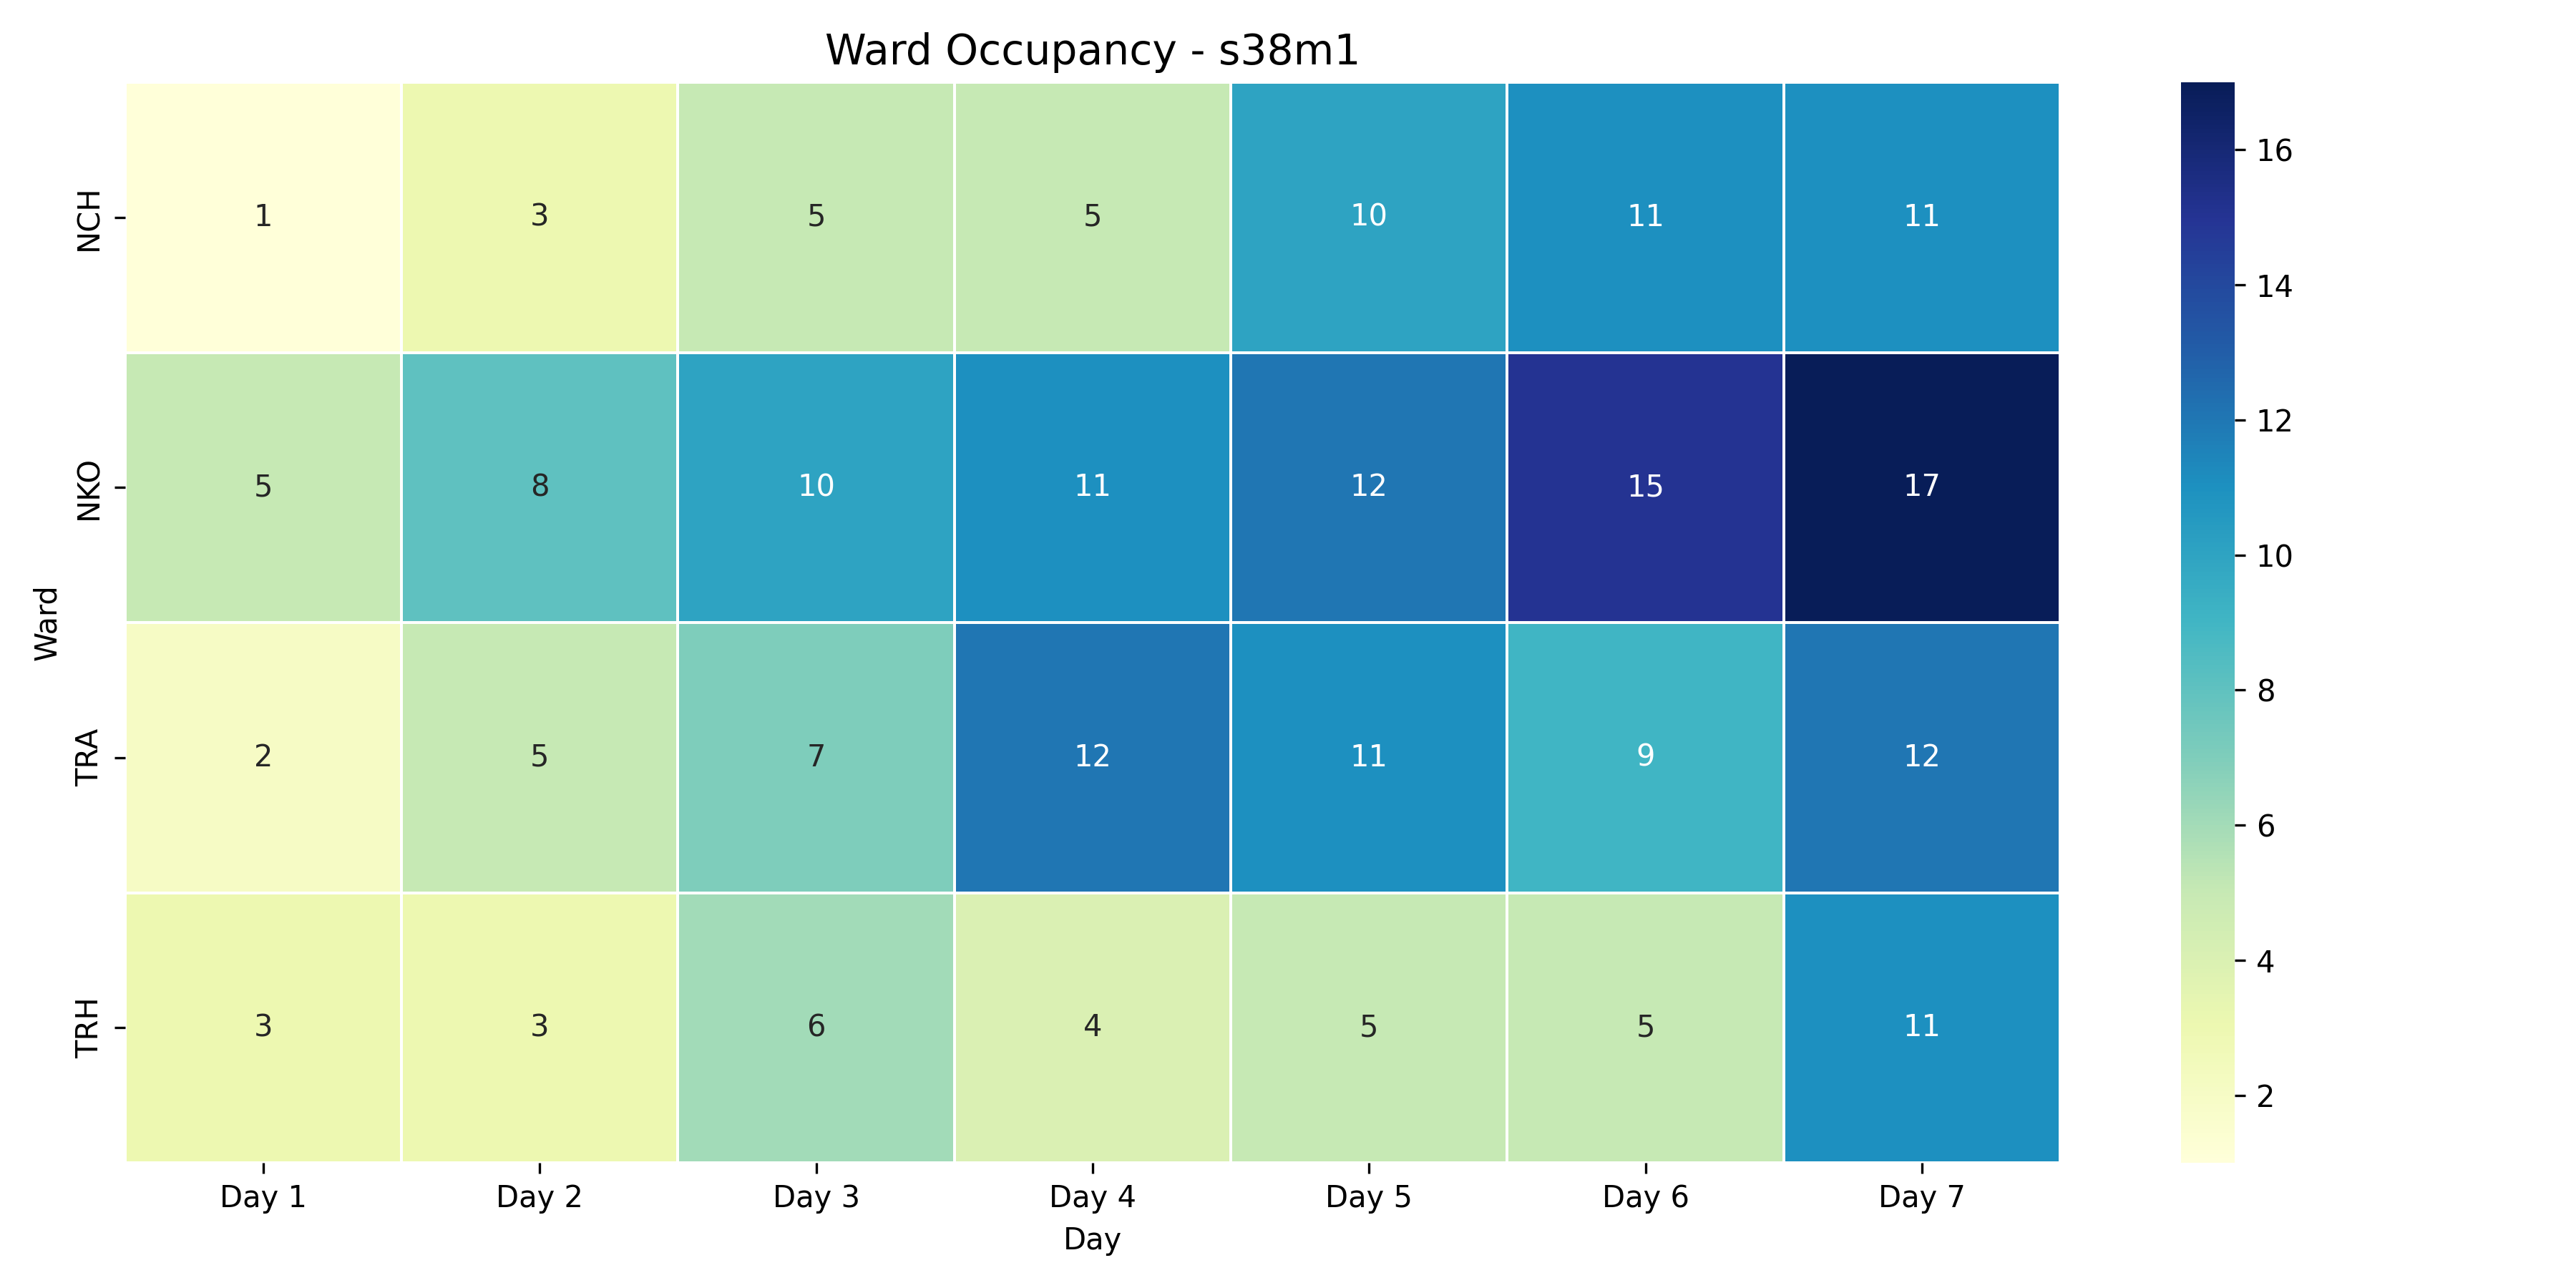 Ward Occupancy - s38m1
Ward
NCH 1 3 5 5 10 11 11
NKO 5 8 10 11 12 15 17
TRA 2 5 7 12 11 9 12
TRH 3 3 6 4 5 5 11
Day 1 Day 2 Day 3 Day 4 Day 5 Day 6 Day 7
Day
16
14
12
10
8
6
4
2